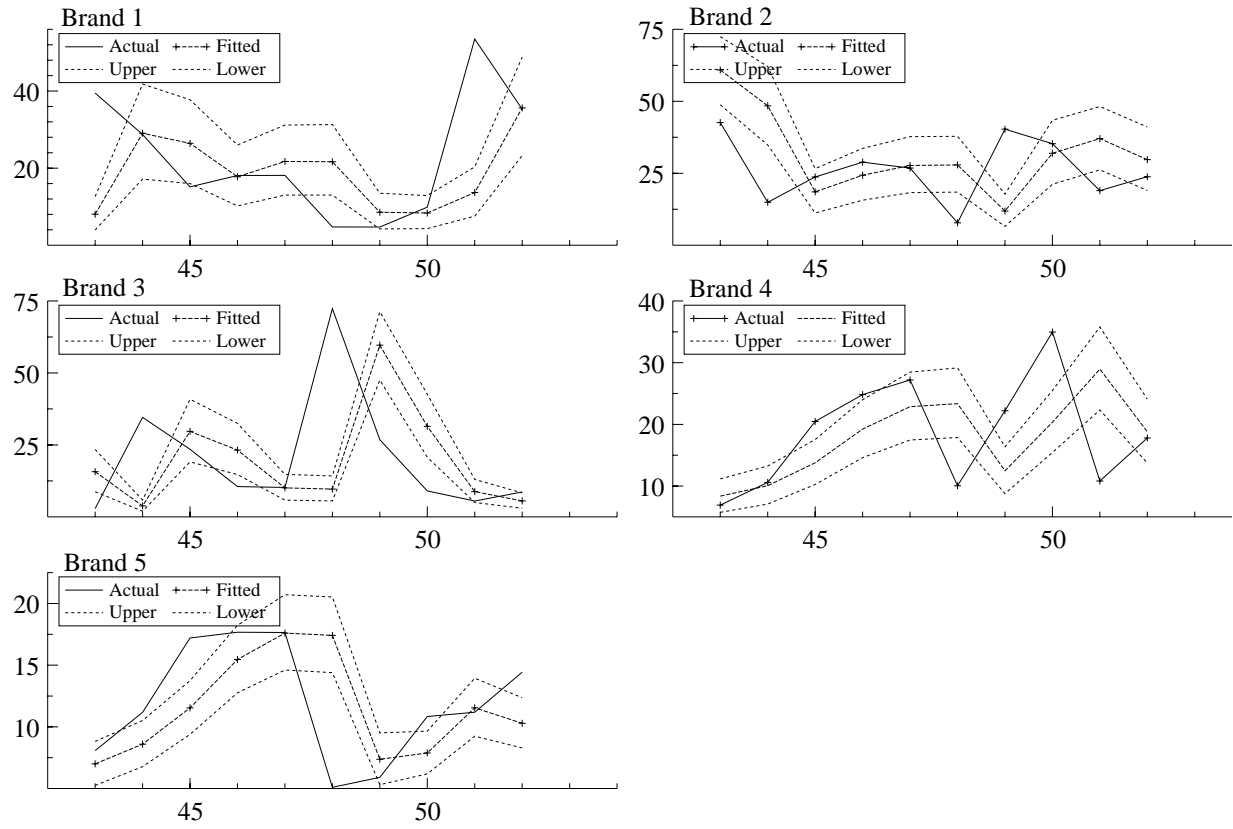 Brand 1
Actual Fitted
Upper Lower
40
20
45 50
Brand 2
Actual Fitted
Upper Lower
75
50
25
45 50
Brand 3
Actual Fitted
Upper Lower
75
50
25
45 50
Brand 4
Actual Fitted
Upper Lower
40
30
20
10
45 50
Brand 5
Actual Fitted
Upper Lower
20
15
10
45 50